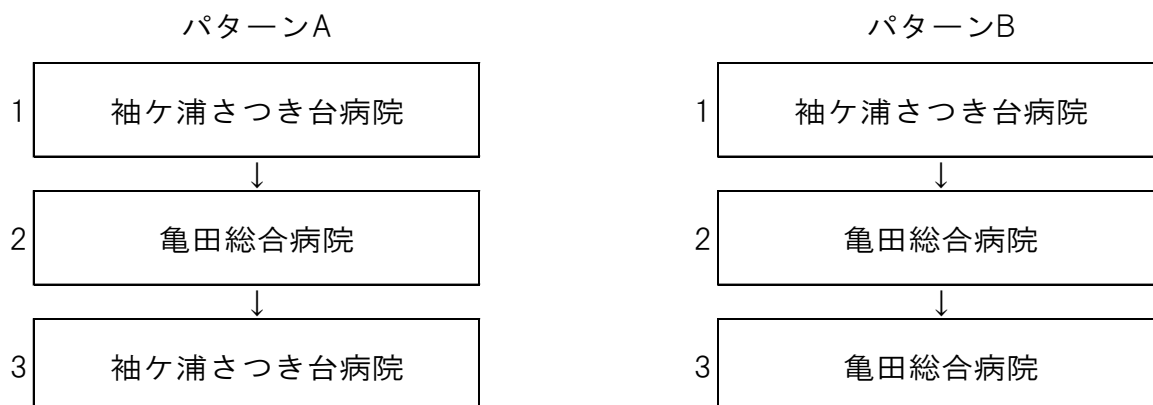 パターンA
1 袖ケ浦さつき台病院
↓
2 亀田総合病院
↓
3 袖ケ浦さつき台病院
パターンB
1 袖ケ浦さつき台病院
↓
2 亀田総合病院
↓
3 亀田総合病院